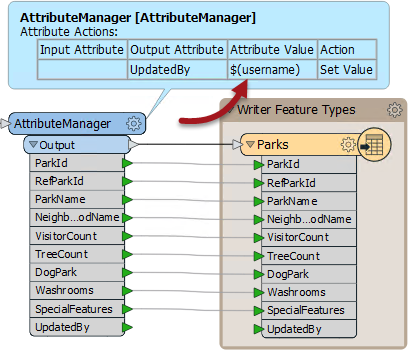 AttributeManager [AttributeManager]
Attribute Actions:
Input Attribute Output Attribute Attribute Value Action
UpdatedBy $(username) Set Value
AttributeManager
Output
ParkId
RefParkId
ParkName
Neighb...odName
VisitorCount
TreeCount
DogPark
Washrooms
SpecialFeatures
UpdatedBy
Writer Feature Types
Parks
ParkId
RefParkId
ParkName
Neighb...odName
VisitorCount
TreeCount
DogPark
Washrooms
SpecialFeatures
UpdatedBy